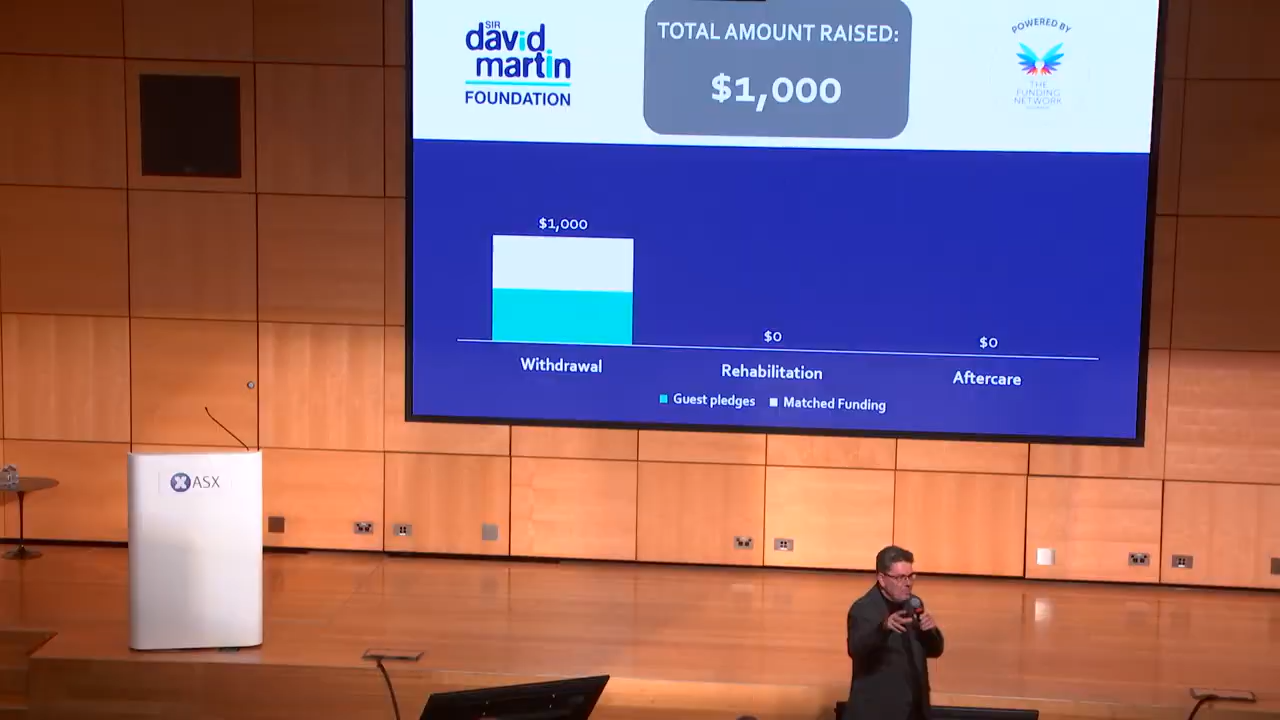 SIR
david
martin
FOUNDATION
TOTAL AMOUNT RAISED:
$1,000
POWERED BY
THE
FUNDING
NETWORK
$1,000
$0
$0
Withdrawal
Rehabilitation
Aftercare
Guest pledges
Matched Funding
ASX